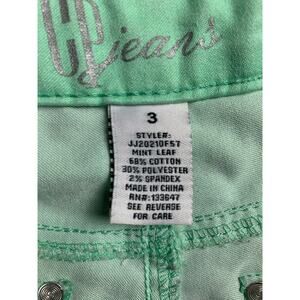 CP jeans
3
STYLE#:
JJ20210F57
MINT LEAF
68% COTTON
30% POLYESTER
2% SPANDEX
MADE IN CHINA
RN#:133647
SEE REVERSE
FOR CARE